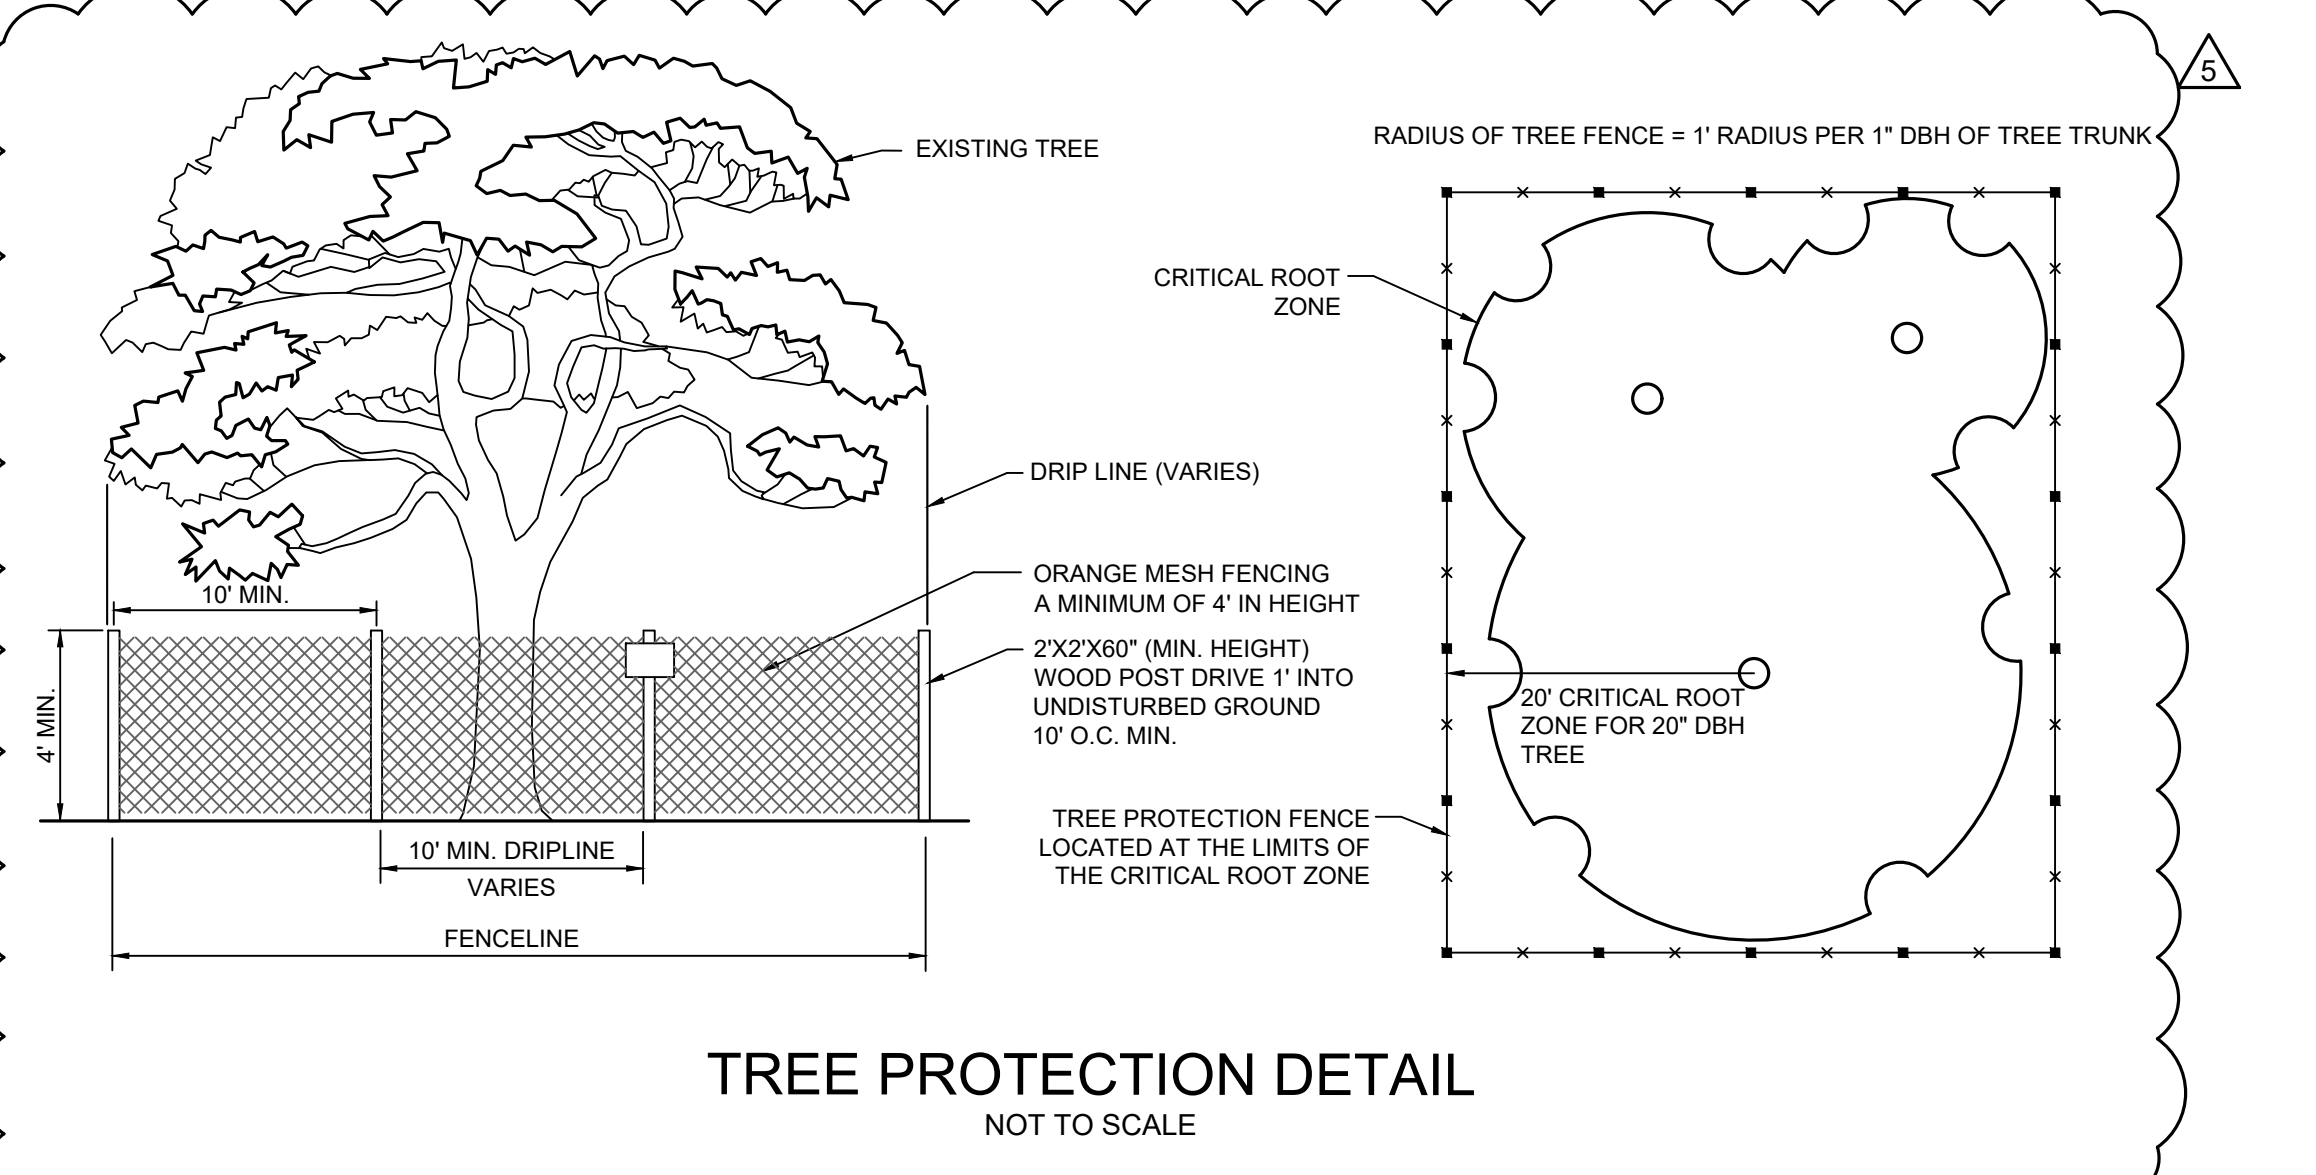 5
EXISTING TREE
RADIUS OF TREE FENCE = 1' RADIUS PER 1" DBH OF TREE TRUNK
CRITICAL ROOT
ZONE
DRIP LINE (VARIES)
ORANGE MESH FENCING
A MINIMUM OF 4' IN HEIGHT
10' MIN.
4' MIN.
2'X2'X60" (MIN. HEIGHT)
WOOD POST DRIVE 1' INTO
UNDISTURBED GROUND
10' O.C. MIN.
20' CRITICAL ROOT
ZONE FOR 20" DBH
TREE
TREE PROTECTION FENCE
LOCATED AT THE LIMITS OF
THE CRITICAL ROOT ZONE
10' MIN. DRIPLINE
VARIES
FENCELINE
TREE PROTECTION DETAIL
NOT TO SCALE